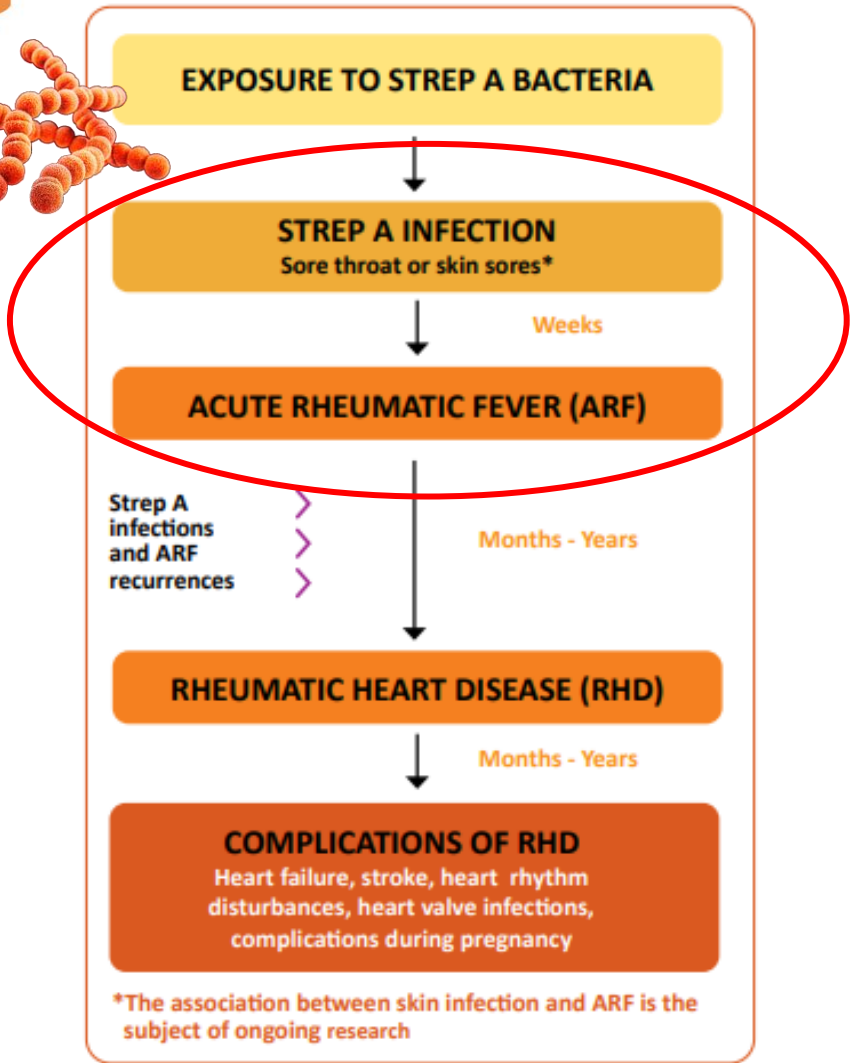 EXPOSURE TO STREP A BACTERIA
STREP A INFECTION
Sore throat or skin sores*
Weeks
ACUTE RHEUMATIC FEVER (ARF)
Strep A
infections
and ARF
recurrences
Months - Years
RHEUMATIC HEART DISEASE (RHD)
Months - Years
COMPLICATIONS OF RHD
Heart failure, stroke, heart rhythm
disturbances, heart valve infections,
complications during pregnancy
*The association between skin infection and ARF is the
subject of ongoing research